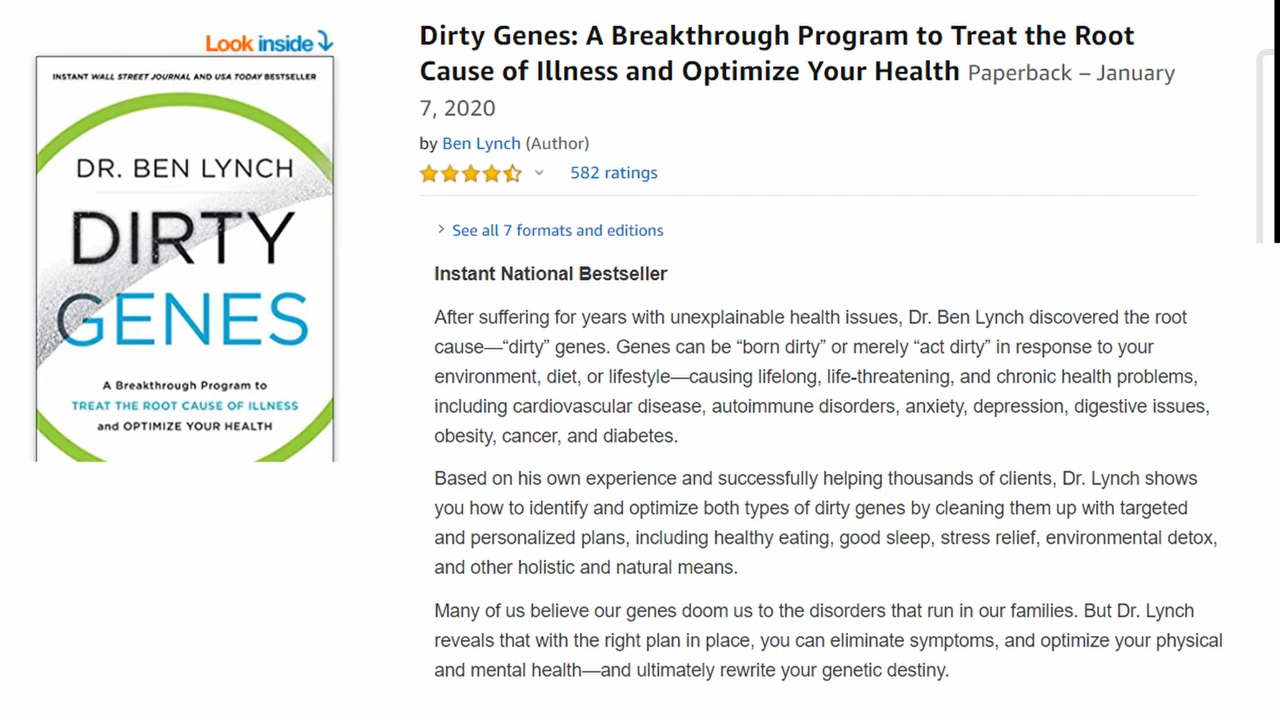 Look inside
INSTANT WALL STREET JOURNAL AND USA TODAY BESTSELLER
DR. BEN LYNCH
DIRTY
GENES
A Breakthrough Program to
TREAT THE ROOT CAUSE OF ILLNESS
and OPTIMIZE YOUR HEALTH
Dirty Genes: A Breakthrough Program to Treat the Root
Cause of Illness and Optimize Your Health Paperback – January
7, 2020
by Ben Lynch (Author)
582 ratings
See all 7 formats and editions
Instant National Bestseller
After suffering for years with unexplainable health issues, Dr. Ben Lynch discovered the root
cause—“dirty” genes. Genes can be “born dirty” or merely “act dirty” in response to your
environment, diet, or lifestyle—causing lifelong, life-threatening, and chronic health problems,
including cardiovascular disease, autoimmune disorders, anxiety, depression, digestive issues,
obesity, cancer, and diabetes.
Based on his own experience and successfully helping thousands of clients, Dr. Lynch shows
you how to identify and optimize both types of dirty genes by cleaning them up with targeted
and personalized plans, including healthy eating, good sleep, stress relief, environmental detox,
and other holistic and natural means.
Many of us believe our genes doom us to the disorders that run in our families. But Dr. Lynch
reveals that with the right plan in place, you can eliminate symptoms, and optimize your physical
and mental health—and ultimately rewrite your genetic destiny.